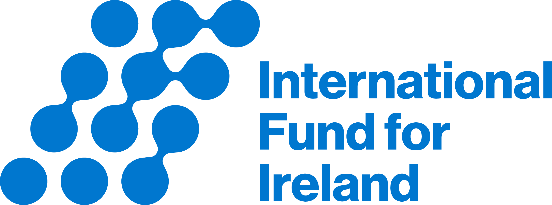 International
Fund for
Ireland